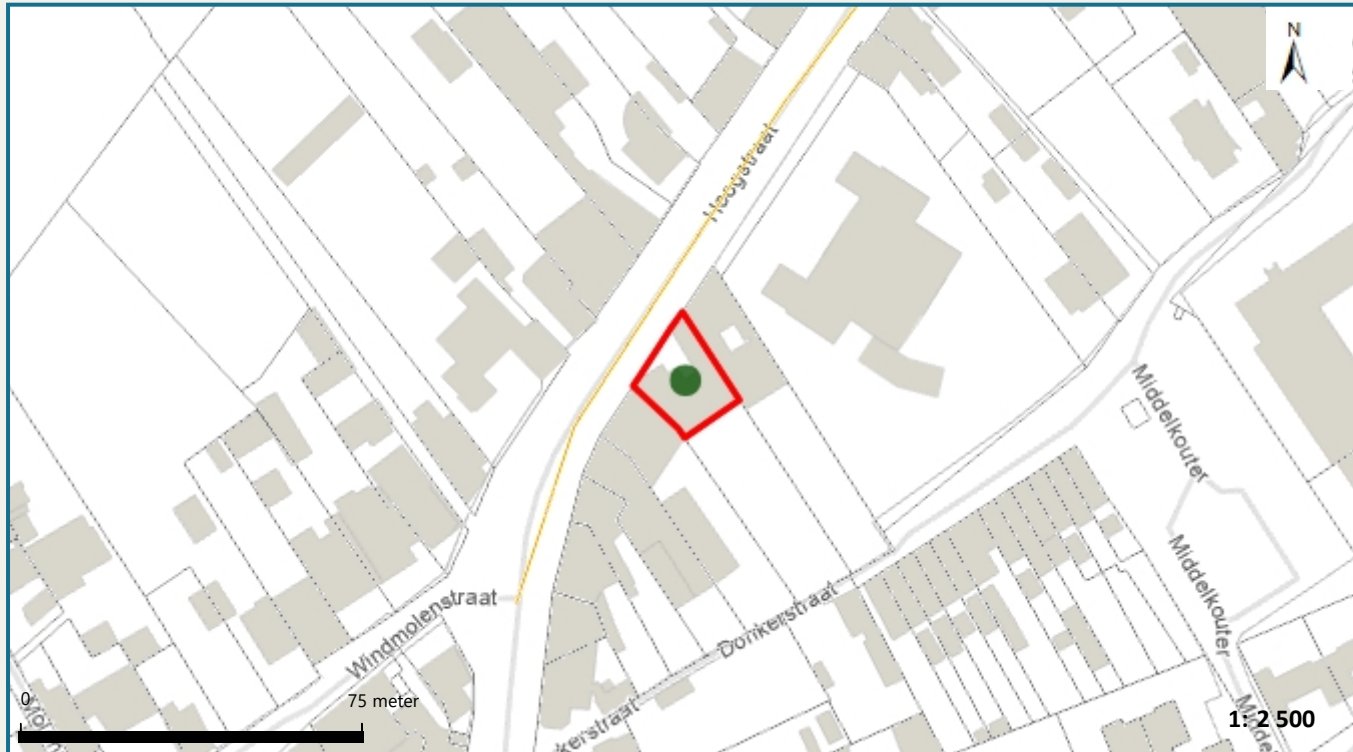 N
Hoogstraat
Middelkouter
Middelkouter
Windmolenstraat
Donkerstraat
kerstraat
0
75 meter
1: 2 500